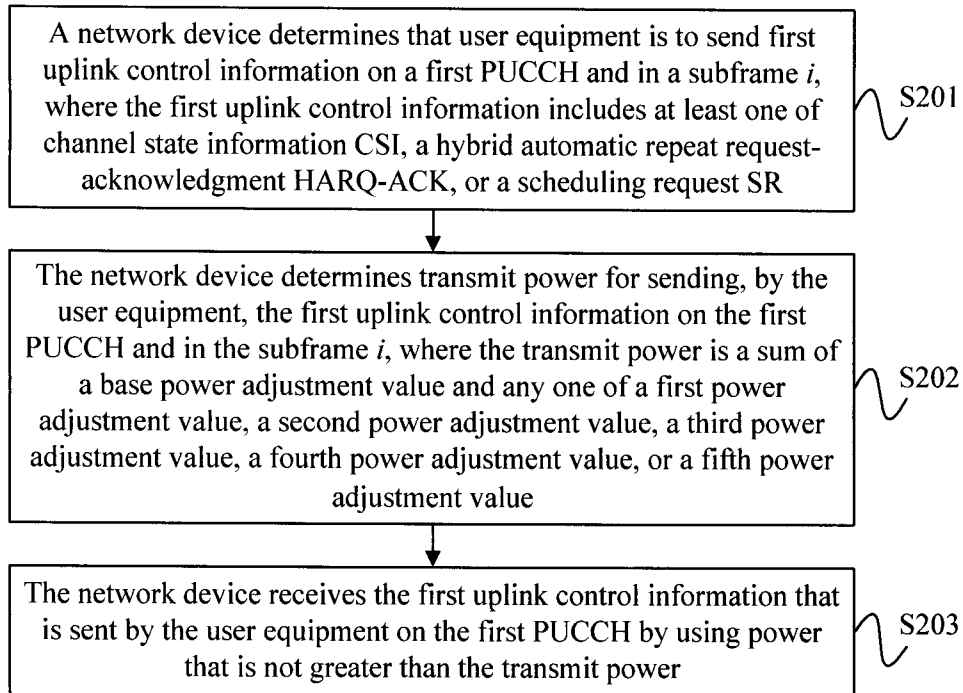 A network device determines that user equipment is to send first
uplink control information on a first PUCCH and in a subframe i,
where the first uplink control information includes at least one of
channel state information CSI, a hybrid automatic repeat request-
acknowledgment HARQ-ACK, or a scheduling request SR
S201
The network device determines transmit power for sending, by the
user equipment, the first uplink control information on the first
PUCCH and in the subframe i, where the transmit power is a sum of
a base power adjustment value and any one of a first power
adjustment value, a second power adjustment value, a third power
adjustment value, a fourth power adjustment value, or a fifth power
adjustment value
S202
The network device receives the first uplink control information that
is sent by the user equipment on the first PUCCH by using power
that is not greater than the transmit power
S203